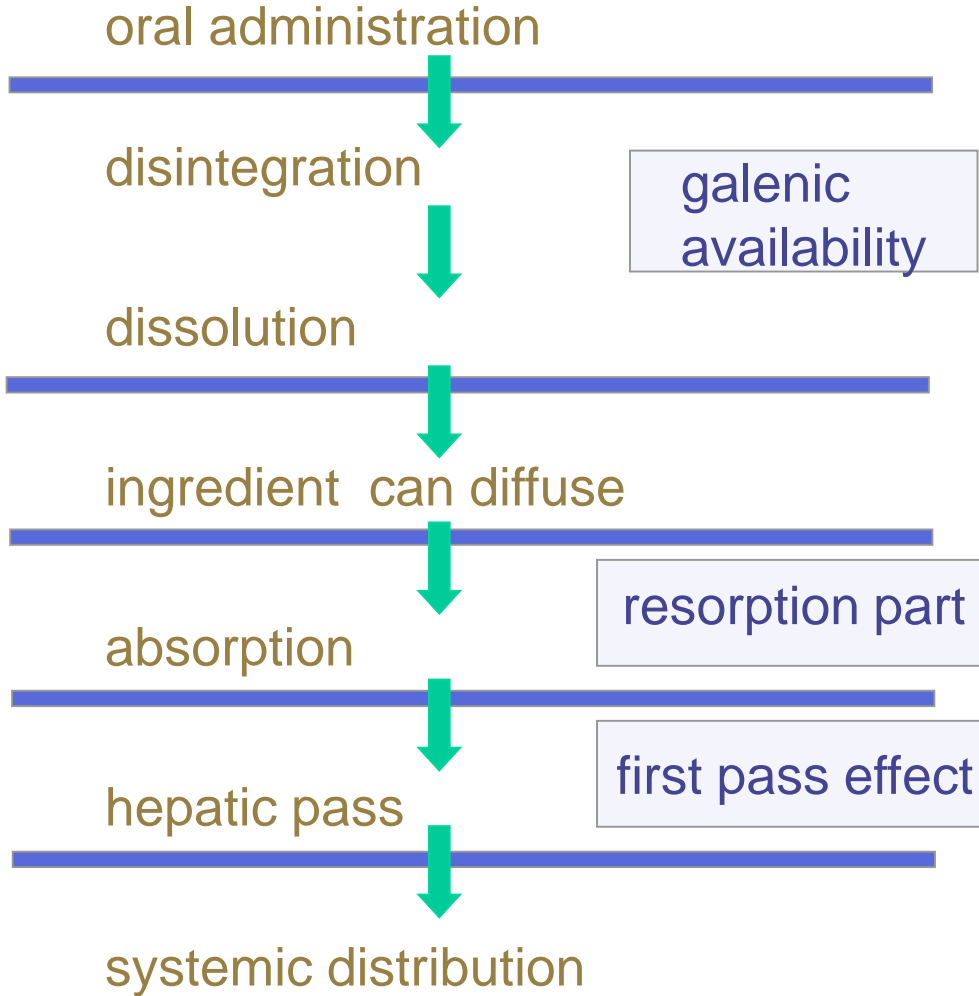 oral administration
disintegration
galenic
availability
dissolution
ingredient can diffuse
resorption part
absorption
first pass effect
hepatic pass
systemic distribution